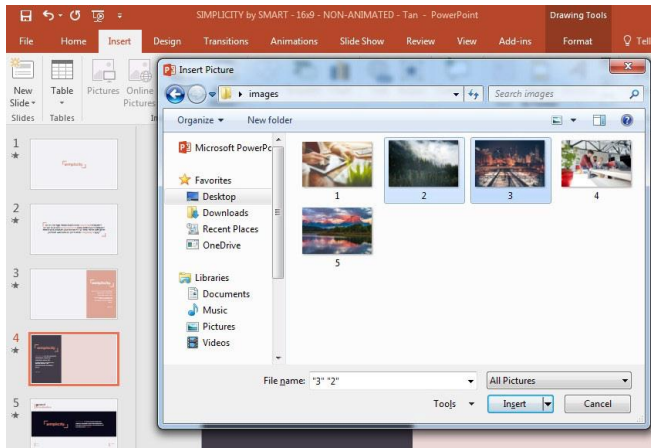 SIMPLICITY by SMART - 16x9 - NON-ANIMATED - Tan - PowerPoint
Drawing Tools
File Home Insert Design Transitions Animations Slide Show Review View Add-ins Format Tell
New Slide
Table
Pictures
Online Pictures
Slides
Tables
Insert Picture
images
Search images
Organize
New folder
Microsoft PowerPo
Favorites
Desktop
Downloads
Recent Places
OneDrive
Libraries
Documents
Music
Pictures
Videos
1
2
3
4
5
1
2
3
4
5
File name: "3" "2"
All Pictures
Tools
Insert
Cancel